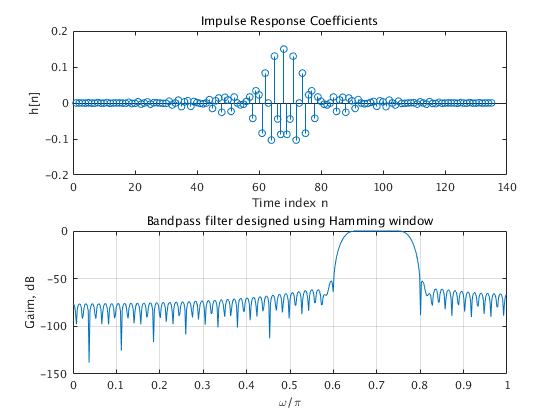 Impulse Response Coefficients
0.2
0.1
0
-0.1
-0.2
h[n]
0 20 40 60 80 100 120 140
Time index n
Bandpass filter designed using Hamming window
0
-50
-100
-150
Gaim, dB
0 0.1 0.2 0.3 0.4 0.5 0.6 0.7 0.8 0.9 1
ω/π